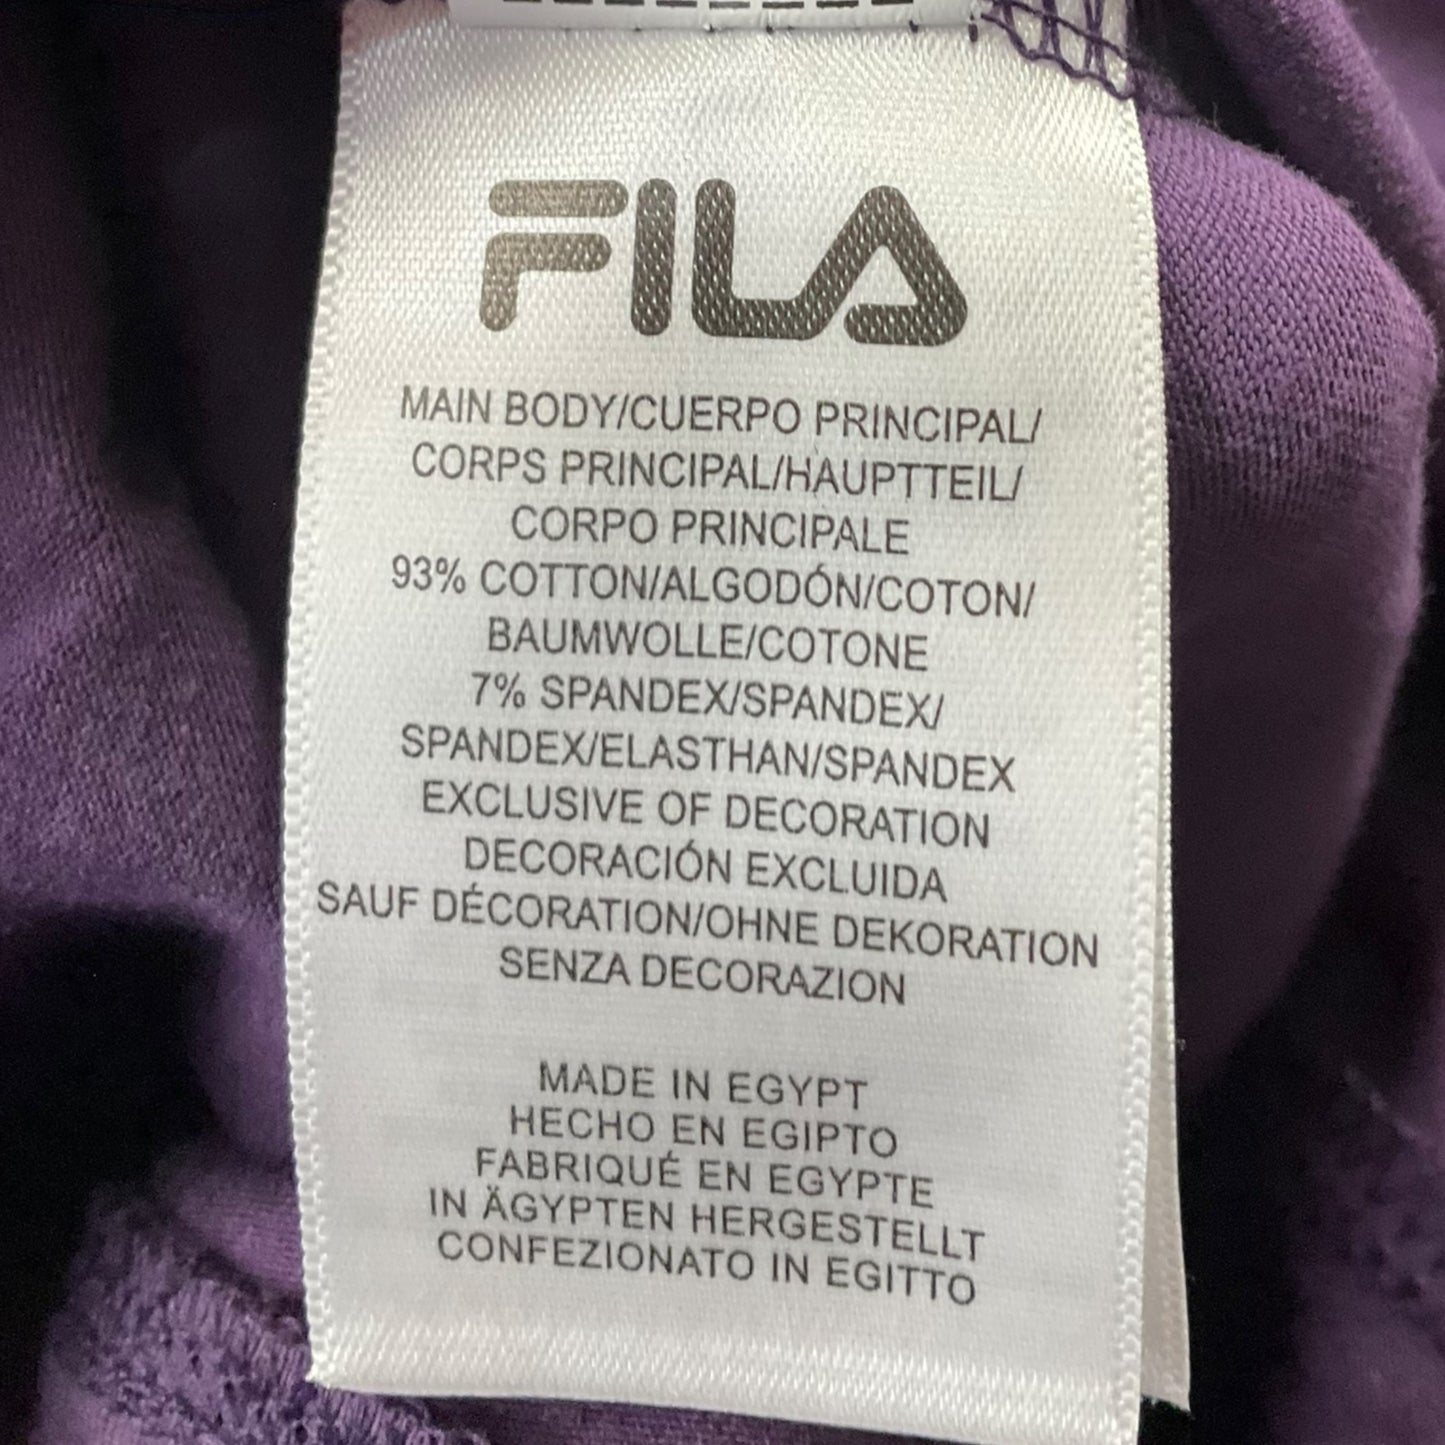 FILA
MAIN BODY/CUERPO PRINCIPAL/
CORPS PRINCIPAL/HAUPTTEIL/
CORPO PRINCIPALE
93% COTTON/ALGODÓN/COTON/
BAUMWOLLE/COTONE
7% SPANDEX/SPANDEX/
SPANDEX/ELASTHAN/SPANDEX
EXCLUSIVE OF DECORATION
DECORACIÓN EXCLUIDA
SAUF DÉCORATION/OHNE DEKORATION
SENZA DECORAZION
MADE IN EGYPT
HECHO EN EGIPTO
FABRIQUÉ EN EGYPTE
IN ÄGYPTEN HERGESTELLT
CONFEZIONATO IN EGITTO